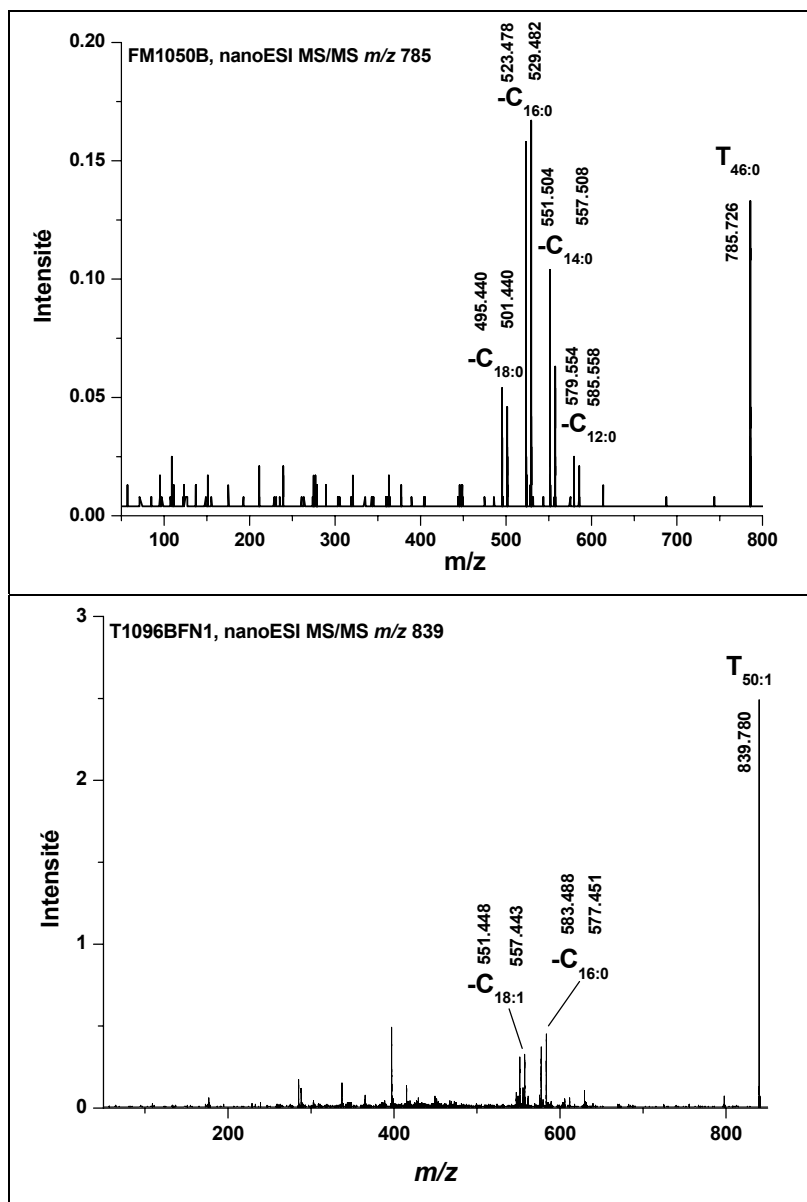 FM1050B, nanoESI MS/MS m/z 785
0.20
0.15
0.10
0.05
0.00
Intensité
100
200
300
400
500
600
700
800
m/z
523.478
529.482
-C16:0
551.504
557.508
-C14:0
495.440
501.440
-C18:0
579.554
585.558
-C12:0
T46:0
785.726
T1096BFN1, nanoESI MS/MS m/z 839
3
2
1
0
Intensité
200
400
600
800
m/z
T50:1
839.780
551.448
557.443
-C18:1
583.488
577.451
-C16:0